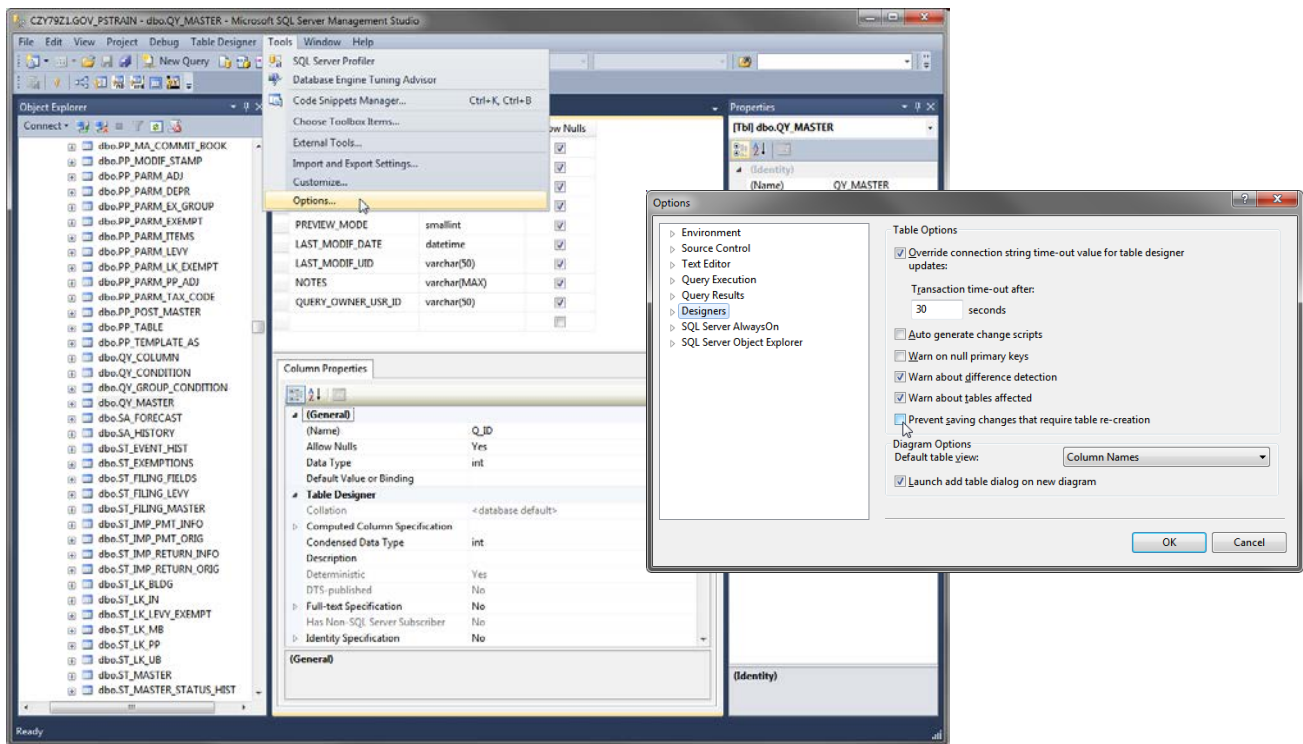 CZY79Z1.GOV_PSTRAIN - dbo.QY_MASTER - Microsoft SQL Server Management Studio
File Edit View Project Debug Table Designer Tools Window Help
New Query
SQL Server Profiler
Database Engine Tuning Advisor
Code Snippets Manager... Ctrl+K, Ctrl+B
Choose Toolbox Items...
External Tools...
Import and Export Settings...
Customize...
Options...
Object Explorer
Connect
dbo.PP_MA_COMMIT_BOOK
dbo.PP_MODIF_STAMP
dbo.PP_PARM_ADJ
dbo.PP_PARM_DEPR
dbo.PP_PARM_EX_GROUP
dbo.PP_PARM_EXEMPT
dbo.PP_PARM_ITEMS
dbo.PP_PARM_LEVY
dbo.PP_PARM_LK_EXEMPT
dbo.PP_PARM_PP_ADJ
dbo.PP_PARM_TAX_CODE
dbo.PP_POST_MASTER
dbo.PP_TABLE
dbo.PP_TEMPLATE_AS
dbo.QY_COLUMN
dbo.QY_CONDITION
dbo.QY_GROUP_CONDITION
dbo.QY_MASTER
dbo.SA_FORECAST
dbo.SA_HISTORY
dbo.ST_EVENT_HIST
dbo.ST_EXEMPTIONS
dbo.ST_FILING_FIELDS
dbo.ST_FILING_LEVY
dbo.ST_FILING_MASTER
dbo.ST_IMP_PMT_INFO
dbo.ST_IMP_PMT_ORIG
dbo.ST_IMP_RETURN_INFO
dbo.ST_IMP_RETURN_ORIG
dbo.ST_LK_BLDG
dbo.ST_LK_IN
dbo.ST_LK_LEVY_EXEMPT
dbo.ST_LK_MB
dbo.ST_LK_PP
dbo.ST_LK_UB
dbo.ST_MASTER
dbo.ST_MASTER_STATUS_HIST
Nulls
PREVIEW_MODE smallint
LAST_MODIF_DATE datetime
LAST_MODIF_UID varchar(50)
NOTES varchar(MAX)
QUERY_OWNER_USR_ID varchar(50)
Column Properties
(General)
(Name) Q_ID
Allow Nulls Yes
Data Type int
Default Value or Binding
Table Designer
Collation <database default>
Computed Column Specification
Condensed Data Type int
Description
Deterministic Yes
DTS-published No
Full-text Specification No
Has Non-SQL Server Subscriber No
Identity Specification No
(General)
Properties
[Tbl] dbo.QY_MASTER
(Identity)
(Name) QY_MASTER
(Identity)
Ready
Options
Environment
Source Control
Text Editor
Query Execution
Query Results
Designers
SQL Server AlwaysOn
SQL Server Object Explorer
Table Options
Override connection string time-out value for table designer
updates:
Transaction time-out after:
30 seconds
Auto generate change scripts
Warn on null primary keys
Warn about difference detection
Warn about tables affected
Prevent saving changes that require table re-creation
Diagram Options
Default table view: Column Names
Launch add table dialog on new diagram
OK Cancel